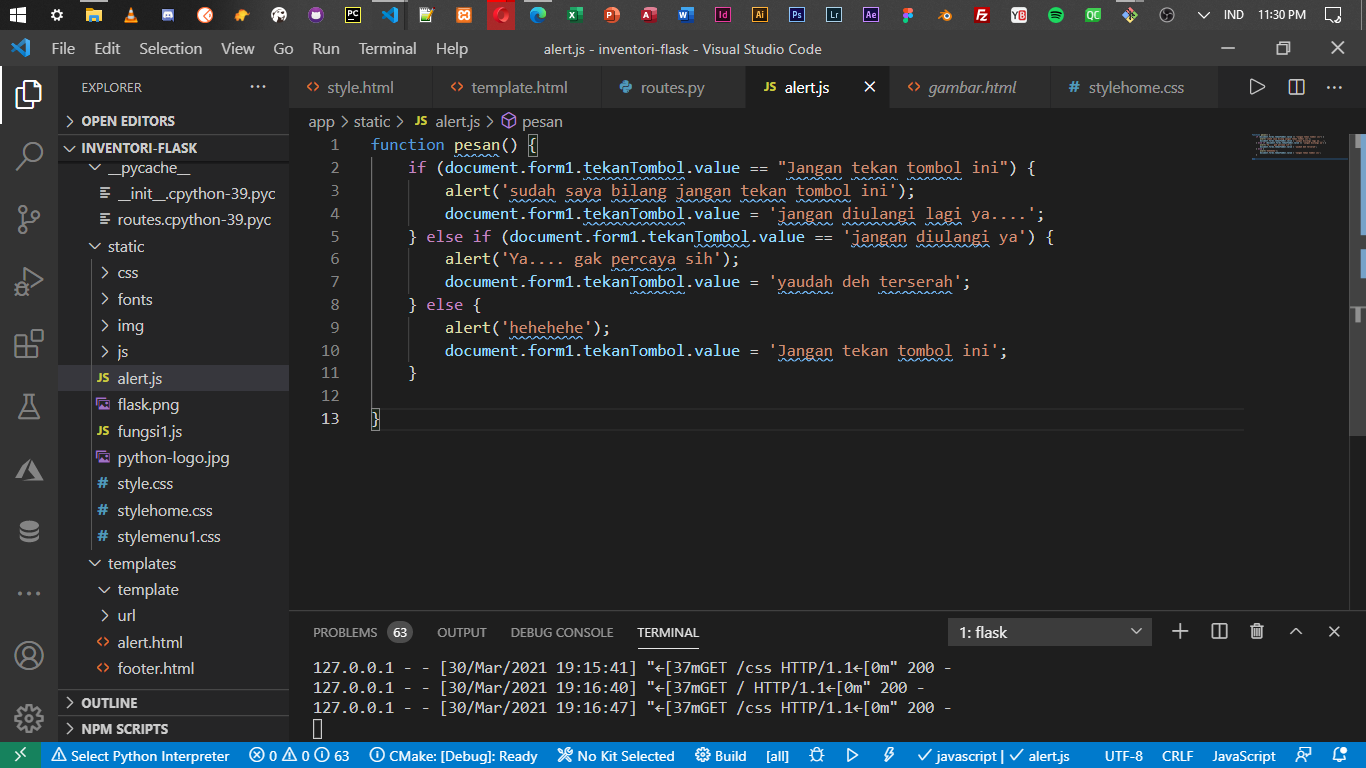 PC
X
P
A
W
Id
Ai
Ps
Lr
Ae
Fz
YB
QC
IND
11:30 PM
File Edit Selection View Go Run Terminal Help
alert.js - inventori-flask - Visual Studio Code
EXPLORER
OPEN EDITORS
INVENTORI-FLASK
__pycache__
__init__.cpython-39.pyc
routes.cpython-39.pyc
static
css
fonts
img
js
JS alert.js
flask.png
JS fungsi1.js
python-logo.jpg
# style.css
# stylehome.css
# stylemenu1.css
templates
template
url
<> alert.html
<> footer.html
OUTLINE
NPM SCRIPTS
<> style.html <> template.html routes.py JS alert.js <> gambar.html # stylehome.css
app > static > JS alert.js > pesan
1 function pesan() {
2 if (document.form1.tekanTombol.value == "Jangan tekan tombol ini") {
3 alert('sudah saya bilang jangan tekan tombol ini');
4 document.form1.tekanTombol.value = 'jangan diulangi lagi ya....';
5 } else if (document.form1.tekanTombol.value == 'jangan diulangi ya') {
6 alert('Ya.... gak percaya sih');
7 document.form1.tekanTombol.value = 'yaudah deh terserah';
8 } else {
9 alert('hehehehe');
10 document.form1.tekanTombol.value = 'Jangan tekan tombol ini';
11 }
12
13 }
PROBLEMS 63 OUTPUT DEBUG CONSOLE TERMINAL 1: flask
127.0.0.1 - - [30/Mar/2021 19:15:41] "←[37mGET /css HTTP/1.1←[0m" 200 -
127.0.0.1 - - [30/Mar/2021 19:16:40] "←[37mGET / HTTP/1.1←[0m" 200 -
127.0.0.1 - - [30/Mar/2021 19:16:47] "←[37mGET /css HTTP/1.1←[0m" 200 -
Select Python Interpreter 0 0 63 CMake: [Debug]: Ready No Kit Selected Build [all] javascript | alert.js UTF-8 CRLF JavaScript